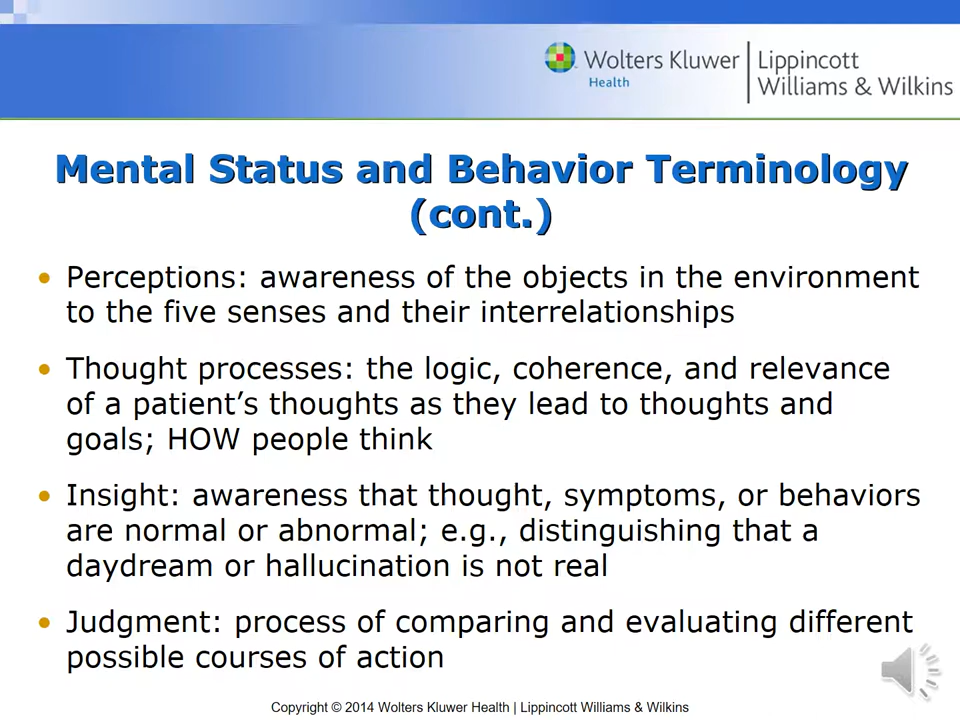 Wolters Kluwer
Health
Lippincott
Williams & Wilkins
Mental Status and Behavior Terminology
(cont.)
• Perceptions: awareness of the objects in the environment
to the five senses and their interrelationships
• Thought processes: the logic, coherence, and relevance
of a patient’s thoughts as they lead to thoughts and
goals; HOW people think
• Insight: awareness that thought, symptoms, or behaviors
are normal or abnormal; e.g., distinguishing that a
daydream or hallucination is not real
• Judgment: process of comparing and evaluating different
possible courses of action
Copyright © 2014 Wolters Kluwer Health | Lippincott Williams & Wilkins